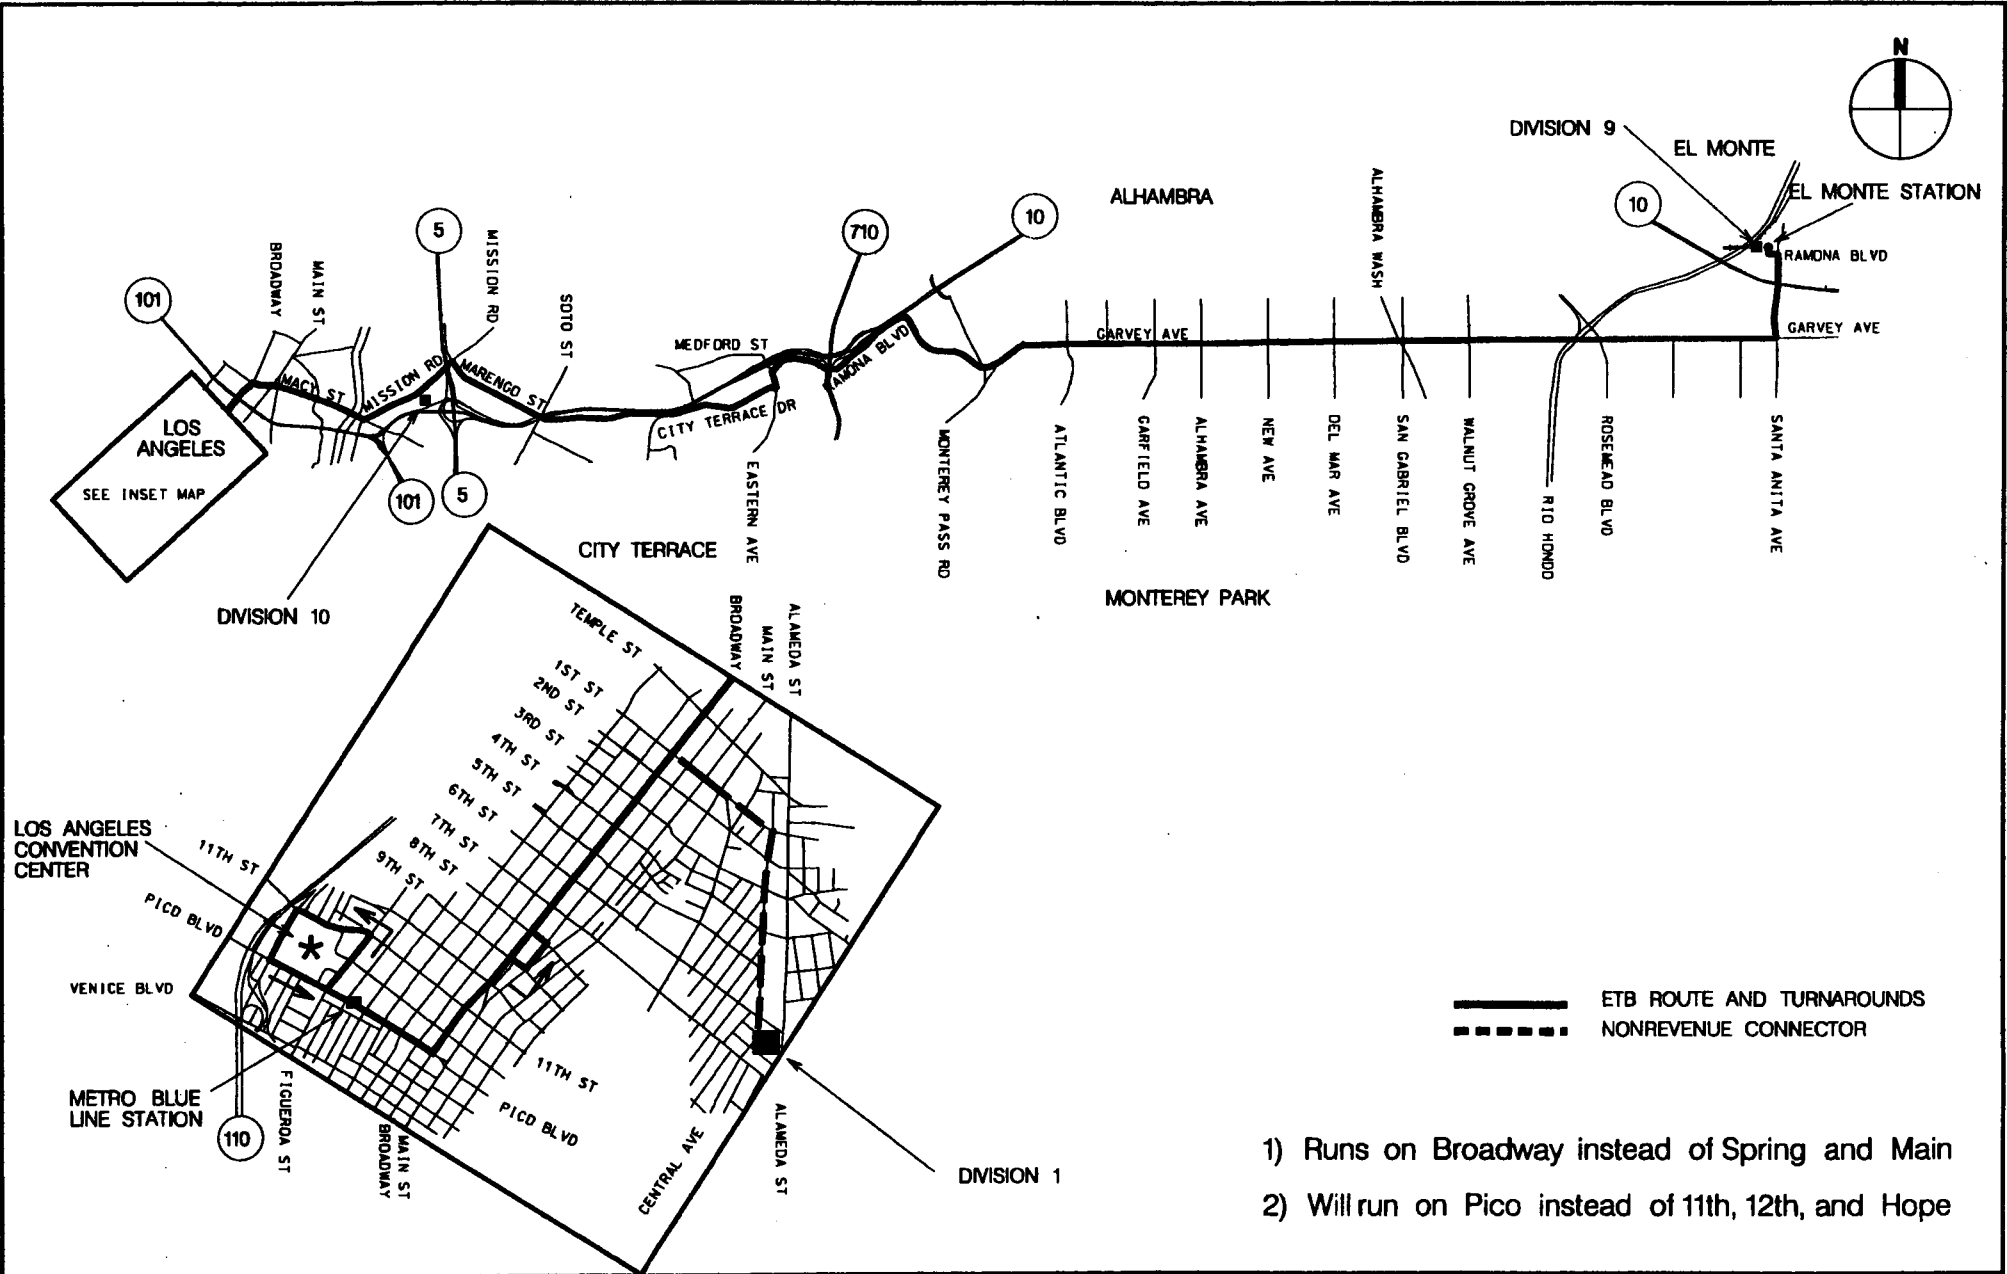 N
DIVISION 9
EL MONTE
EL MONTE STATION
10
RAMONA BLVD
GARVEY AVE
ALHAMBRA
ALHAMBRA WASH
10
710
5
MISSION RD
BROADWAY
MAIN ST
101
SOTO ST
MEDFORD ST
RAMONA BLVD
GARVEY AVE
MACY ST
MISSION RD
MARENGO ST
CITY TERRACE DR
LOS
ANGELES
SEE INSET MAP
101
5
EASTERN AVE
MONTEREY PASS RD
ATLANTIC BLVD
GARFIELD AVE
ALHAMBRA AVE
NEW AVE
DEL MAR AVE
SAN GABRIEL BLVD
WALNUT GROVE AVE
RIO HONDO
ROSEMEAD BLVD
SANTA ANITA AVE
CITY TERRACE
MONTEREY PARK
DIVISION 10
TEMPLE ST
BROADWAY
MAIN ST
ALAMEDA ST
1ST ST
2ND ST
3RD ST
4TH ST
5TH ST
6TH ST
7TH ST
8TH ST
9TH ST
LOS ANGELES
CONVENTION
CENTER
11TH ST
PICO BLVD
VENICE BLVD
METRO BLUE
LINE STATION
110
FIGUEROA ST
BROADWAY
MAIN ST
11TH ST
PICO BLVD
CENTRAL AVE
ALAMEDA ST
DIVISION 1
ETB ROUTE AND TURNAROUNDS
NONREVENUE CONNECTOR
1) Runs on Broadway instead of Spring and Main
2) Will run on Pico instead of 11th, 12th, and Hope